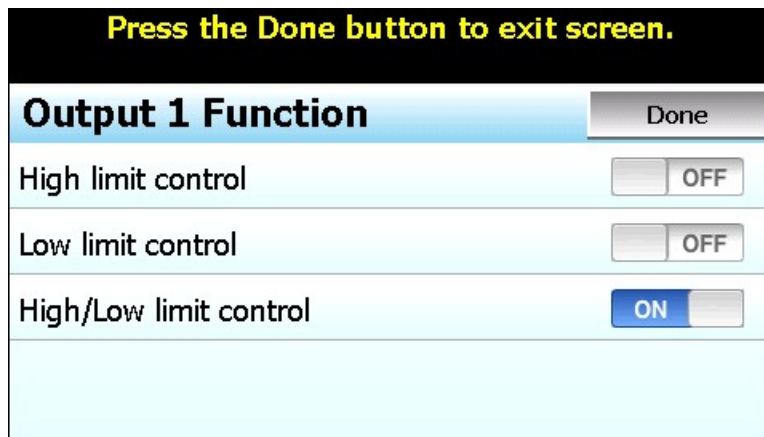 Press the Done button to exit screen.
Output 1 Function
Done
High limit control
OFF
Low limit control
OFF
High/Low limit control
ON